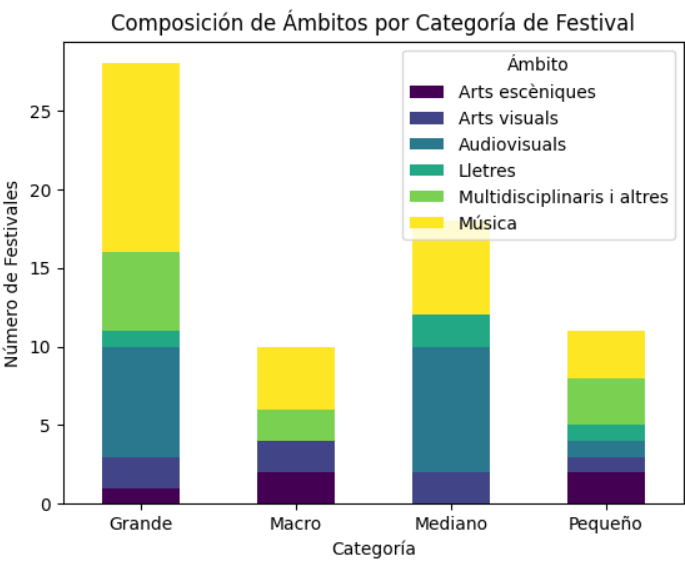 Composición de Ámbitos por Categoría de Festival
Ámbito
Arts escèniques
Arts visuals
Audiovisuals
Lletres
Multidisciplinaris i altres
Música
Número de Festivales
25
20
15
10
5
0
Grande Macro Mediano Pequeño
Categoría